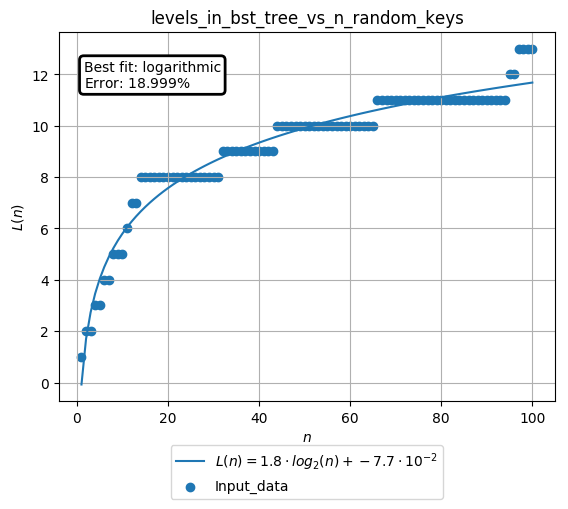 levels_in_bst_tree_vs_n_random_keys
Best fit: logarithmic
Error: 18.999%
12
10
8
6
4
2
0
L(n)
0 20 40 60 80 100
n
L(n) = 1.8 · log₂(n) + −7.7 · 10⁻²
Input_data